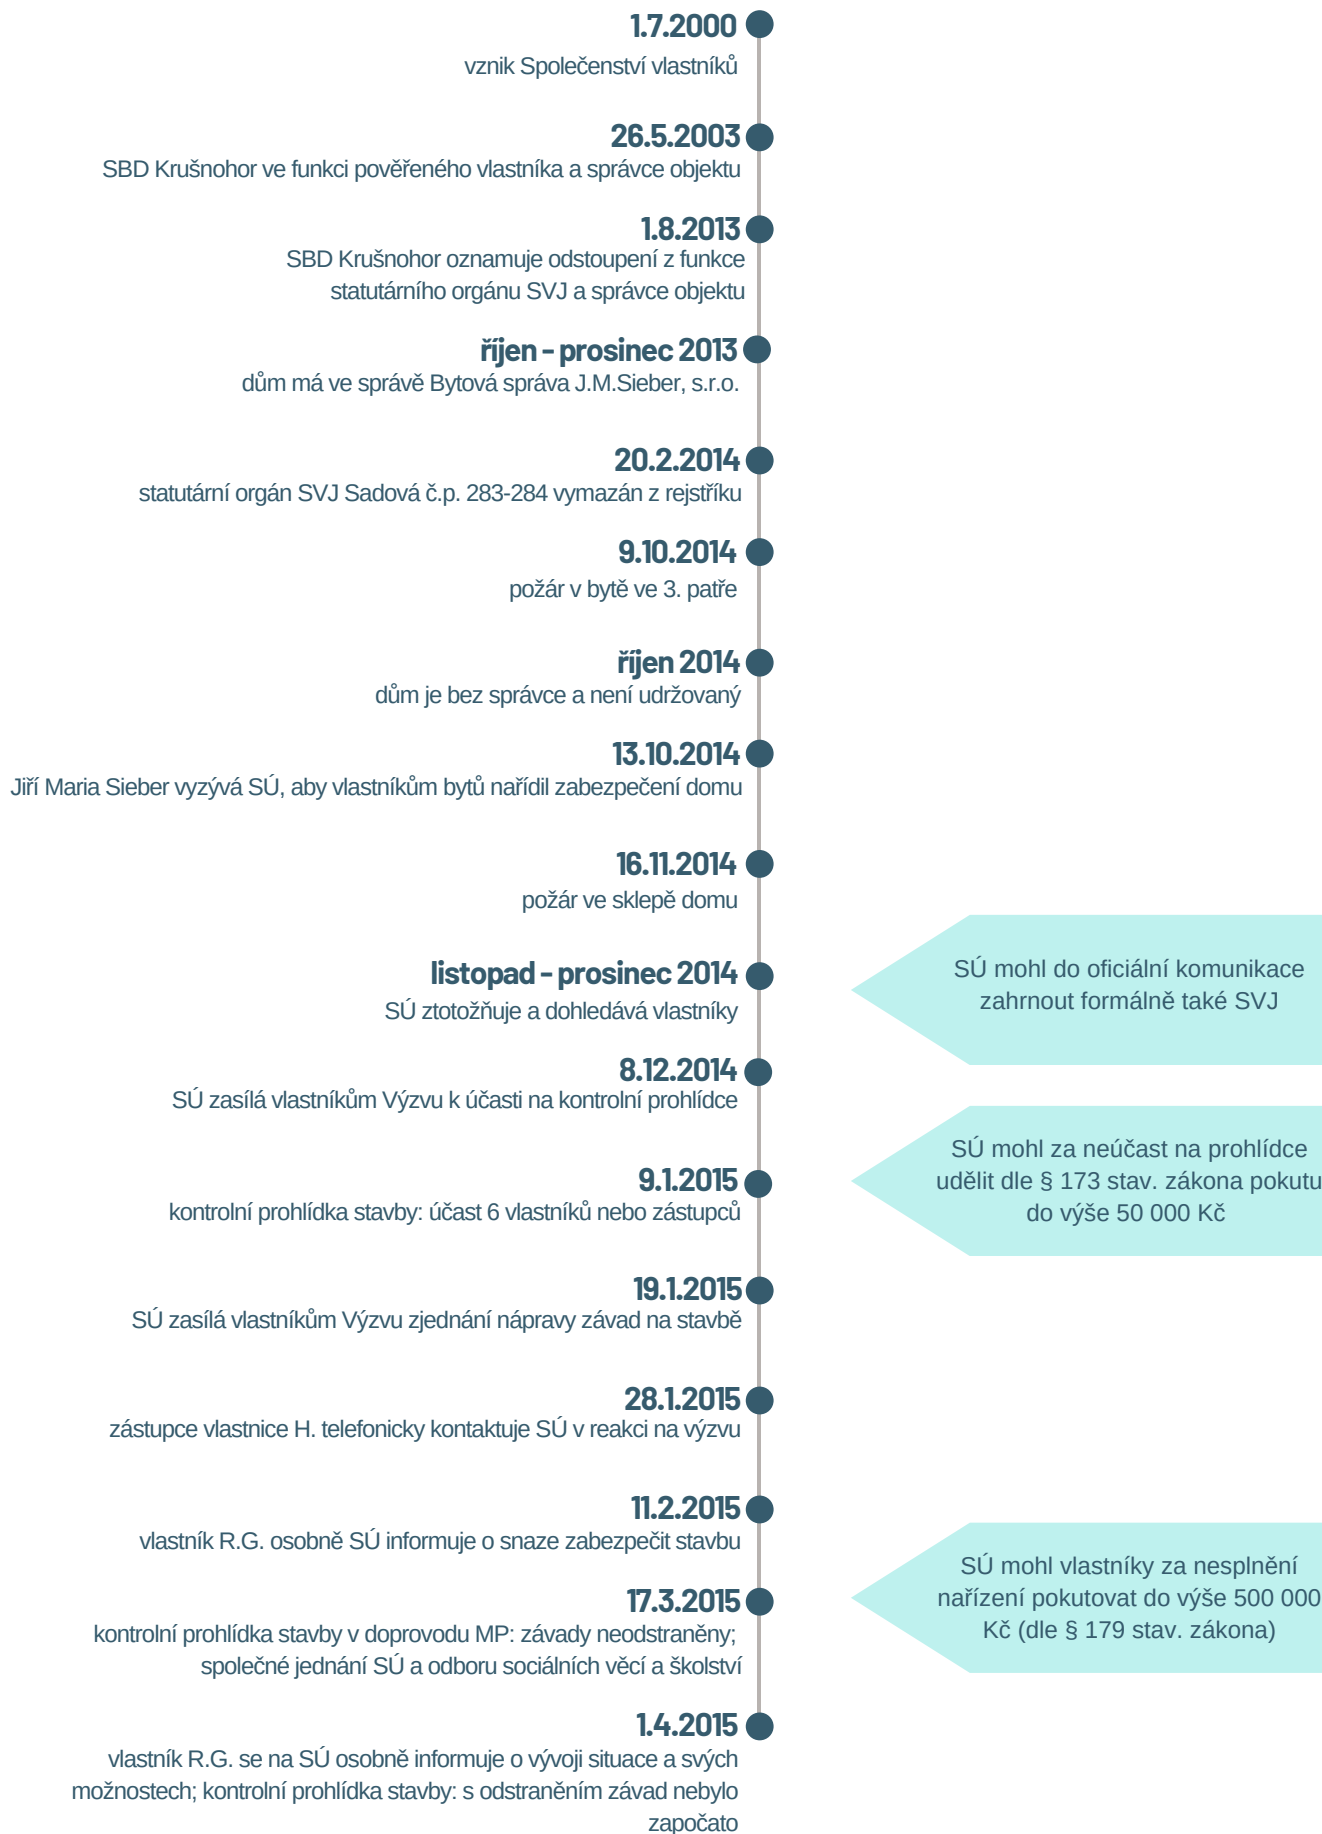 1.7.2000
vznik Společenství vlastníků
26.5.2003
SBD Krušnohor ve funkci pověřeného vlastníka a správce objektu
1.8.2013
SBD Krušnohor oznamuje odstoupení z funkce
statutárního orgánu SVJ a správce objektu
říjen - prosinec 2013
dům má ve správě Bytová správa J.M.Sieber, s.r.o.
20.2.2014
statutární orgán SVJ Sadová č.p. 283-284 vymazán z rejstříku
9.10.2014
požár v bytě ve 3. patře
říjen 2014
dům je bez správce a není udržovaný
13.10.2014
Jiří Maria Sieber vyzývá SÚ, aby vlastníkům bytů nařídil zabezpečení domu
16.11.2014
požár ve sklepě domu
listopad - prosinec 2014
SÚ ztotožňuje a dohledává vlastníky
SÚ mohl do oficiální komunikace
zahrnout formálně také SVJ
8.12.2014
SÚ zasílá vlastníkům Výzvu k účasti na kontrolní prohlídce
9.1.2015
kontrolní prohlídka stavby: účast 6 vlastníků nebo zástupců
SÚ mohl za neúčast na prohlídce
udělit dle § 173 stav. zákona pokutu
do výše 50 000 Kč
19.1.2015
SÚ zasílá vlastníkům Výzvu zjednání nápravy závad na stavbě
28.1.2015
zástupce vlastnice H. telefonicky kontaktuje SÚ v reakci na výzvu
11.2.2015
vlastník R.G. osobně SÚ informuje o snaze zabezpečit stavbu
17.3.2015
kontrolní prohlídka stavby v doprovodu MP: závady neodstraněny;
společné jednání SÚ a odboru sociálních věcí a školství
SÚ mohl vlastníky za nesplnění
nařízení pokutovat do výše 500 000
Kč (dle § 179 stav. zákona)
1.4.2015
vlastník R.G. se na SÚ osobně informuje o vývoji situace a svých
možnostech; kontrolní prohlídka stavby: s odstraněním závad nebylo
započato